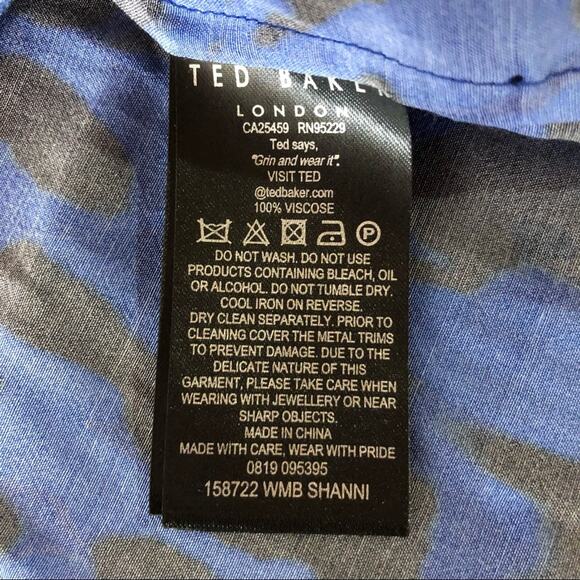 TED BAKER
LONDON
CA25459 RN95229
Ted says,
"Grin and wear it".
VISIT TED
@tedbaker.com
100% VISCOSE
P
DO NOT WASH. DO NOT USE
PRODUCTS CONTAINING BLEACH, OIL
OR ALCOHOL. DO NOT TUMBLE DRY.
COOL IRON ON REVERSE.
DRY CLEAN SEPARATELY. PRIOR TO
CLEANING COVER THE METAL TRIMS
TO PREVENT DAMAGE. DUE TO THE
DELICATE NATURE OF THIS
GARMENT, PLEASE TAKE CARE WHEN
WEARING WITH JEWELLERY OR NEAR
SHARP OBJECTS.
MADE IN CHINA
MADE WITH CARE, WEAR WITH PRIDE
0819 095395
158722 WMB SHANNI